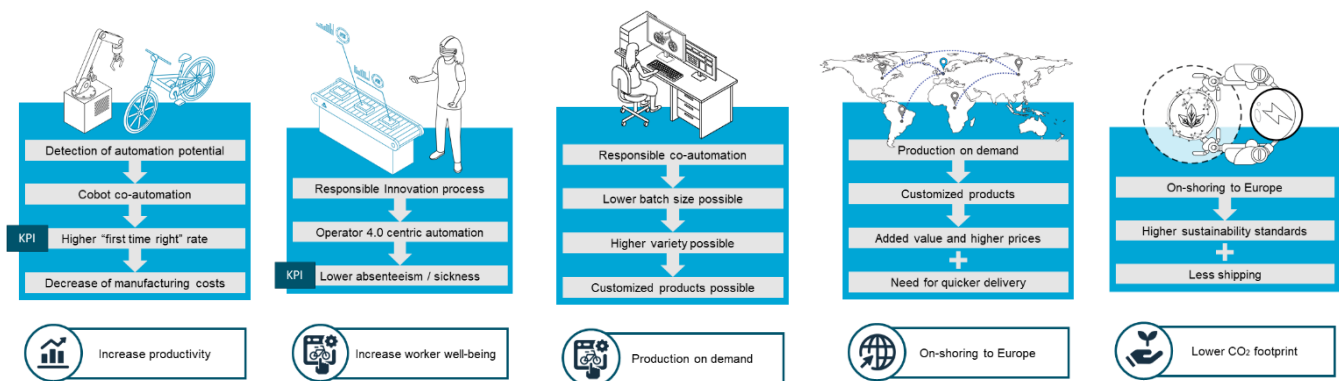 Detection of automation potential
Cobot co-automation
KPI
Higher "first time right" rate
Decrease of manufacturing costs
Increase productivity
Responsible Innovation process
Operator 4.0 centric automation
KPI
Lower absenteeism / sickness
Increase worker well-being
Responsible co-automation
Lower batch size possible
Higher variety possible
Customized products possible
Production on demand
Production on demand
Customized products
Added value and higher prices
Need for quicker delivery
On-shoring to Europe
On-shoring to Europe
Higher sustainability standards
Less shipping
Lower CO₂ footprint